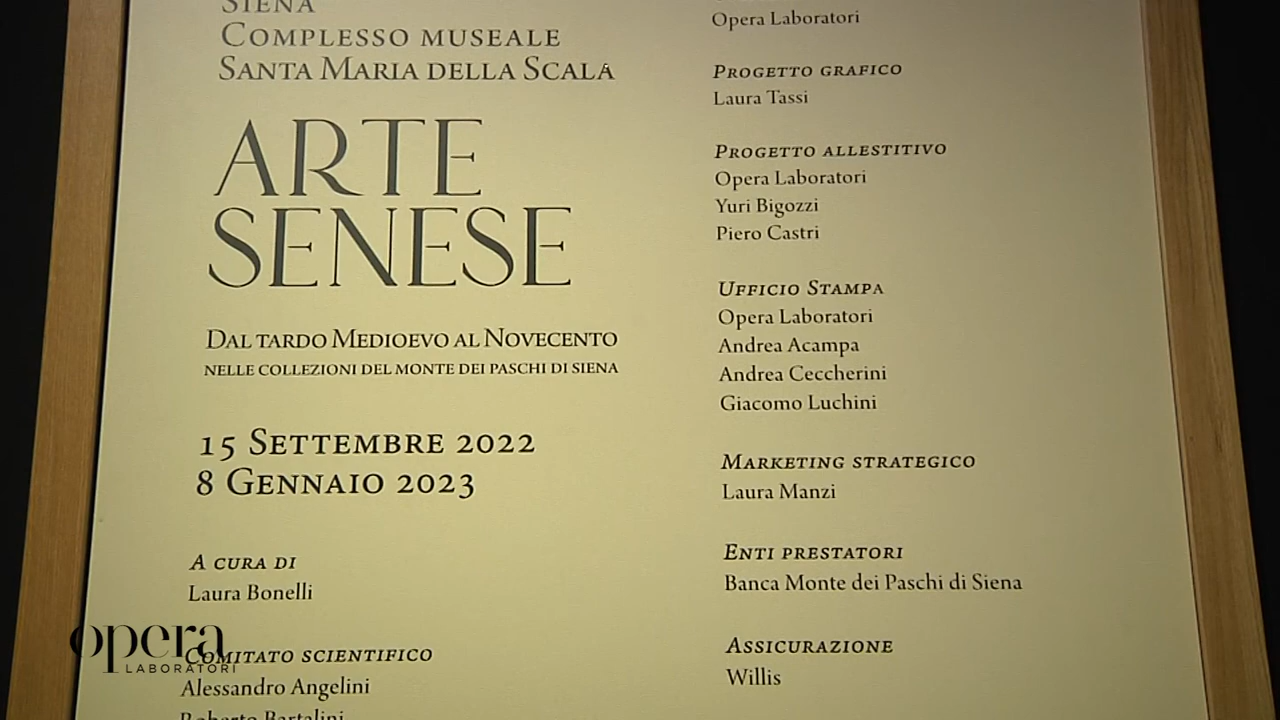 SIENA
COMPLESSO MUSEALE
SANTA MARIA DELLA SCALA
ARTE
SENESE
DAL TARDO MEDIOEVO AL NOVECENTO
NELLE COLLEZIONI DEL MONTE DEI PASCHI DI SIENA
15 SETTEMBRE 2022
8 GENNAIO 2023
A CURA DI
Laura Bonelli
COMITATO SCIENTIFICO
Alessandro Angelini
Roberto Bartalini
Opera Laboratori
PROGETTO GRAFICO
Laura Tassi
PROGETTO ALLESTITIVO
Opera Laboratori
Yuri Bigozzi
Piero Castri
UFFICIO STAMPA
Opera Laboratori
Andrea Acampa
Andrea Ceccherini
Giacomo Luchini
MARKETING STRATEGICO
Laura Manzi
ENTI PRESTATORI
Banca Monte dei Paschi di Siena
ASSICURAZIONE
Willis
opera
LABORATORI